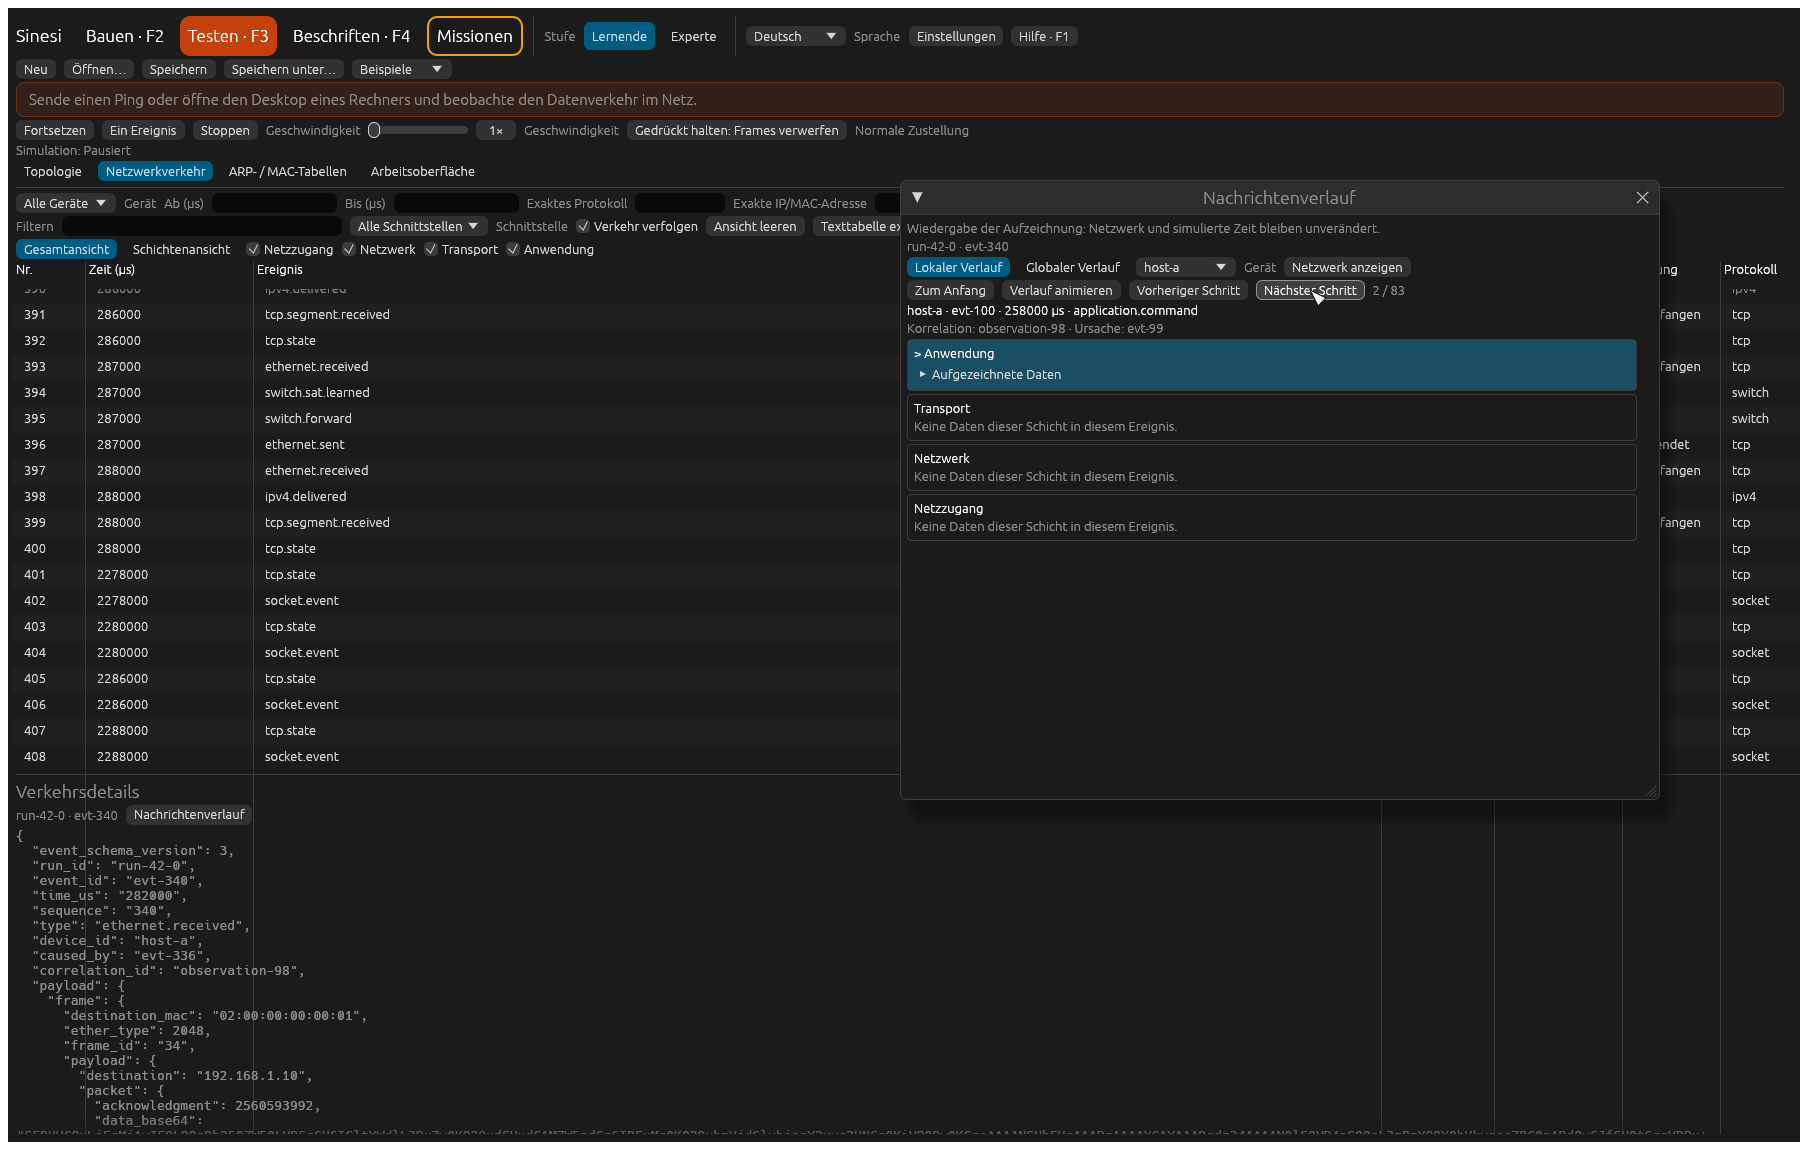 Sinesi Bauen · F2 Testen · F3 Beschriften · F4 Missionen Stufe Lernende Experte Deutsch Sprache Einstellungen Hilfe · F1
Neu Öffnen… Speichern Speichern unter… Beispiele
Sende einen Ping oder öffne den Desktop eines Rechners und beobachte den Datenverkehr im Netz.
Fortsetzen Ein Ereignis Stoppen Geschwindigkeit 1× Geschwindigkeit Gedrückt halten: Frames verwerfen Normale Zustellung
Simulation: Pausiert
Topologie Netzwerkverkehr ARP- / MAC-Tabellen Arbeitsoberfläche
Alle Geräte Gerät Ab (µs) Bis (µs) Exaktes Protokoll Exakte IP/MAC-Adresse
Filtern Alle Schnittstellen Schnittstelle Verkehr verfolgen Ansicht leeren Texttabelle ex
Gesamtansicht Schichtenansicht Netzzugang Netzwerk Transport Anwendung
Nr. Zeit (µs) Ereignis ng Protokoll
390 286000 ipv4.delivered ipv4
391 286000 tcp.segment.received fangen tcp
392 286000 tcp.state tcp
393 287000 ethernet.received fangen tcp
394 287000 switch.sat.learned switch
395 287000 switch.forward switch
396 287000 ethernet.sent endet tcp
397 288000 ethernet.received fangen tcp
398 288000 ipv4.delivered ipv4
399 288000 tcp.segment.received fangen tcp
400 288000 tcp.state tcp
401 2278000 tcp.state tcp
402 2278000 socket.event socket
403 2280000 tcp.state tcp
404 2280000 socket.event socket
405 2286000 tcp.state tcp
406 2286000 socket.event socket
407 2288000 tcp.state tcp
408 2288000 socket.event socket
Nachrichtenverlauf
Wiedergabe der Aufzeichnung: Netzwerk und simulierte Zeit bleiben unverändert.
run-42-0 · evt-340
Lokaler Verlauf Globaler Verlauf host-a Gerät Netzwerk anzeigen
Zum Anfang Verlauf animieren Vorheriger Schritt Nächster Schritt 2 / 83
host-a · evt-100 · 258000 µs · application.command
Korrelation: observation-98 · Ursache: evt-99
> Anwendung
Aufgezeichnete Daten
Transport
Keine Daten dieser Schicht in diesem Ereignis.
Netzwerk
Keine Daten dieser Schicht in diesem Ereignis.
Netzzugang
Keine Daten dieser Schicht in diesem Ereignis.
Verkehrsdetails
run-42-0 · evt-340 Nachrichtenverlauf
{
"event_schema_version": 3,
"run_id": "run-42-0",
"event_id": "evt-340",
"time_us": "282000",
"sequence": "340",
"type": "ethernet.received",
"device_id": "host-a",
"caused_by": "evt-336",
"correlation_id": "observation-98",
"payload": {
"frame": {
"destination_mac": "02:00:00:00:00:01",
"ether_type": 2048,
"frame_id": "34",
"payload": {
"destination": "192.168.1.10",
"packet": {
"acknowledgment": 2560593992,
"data_base64":